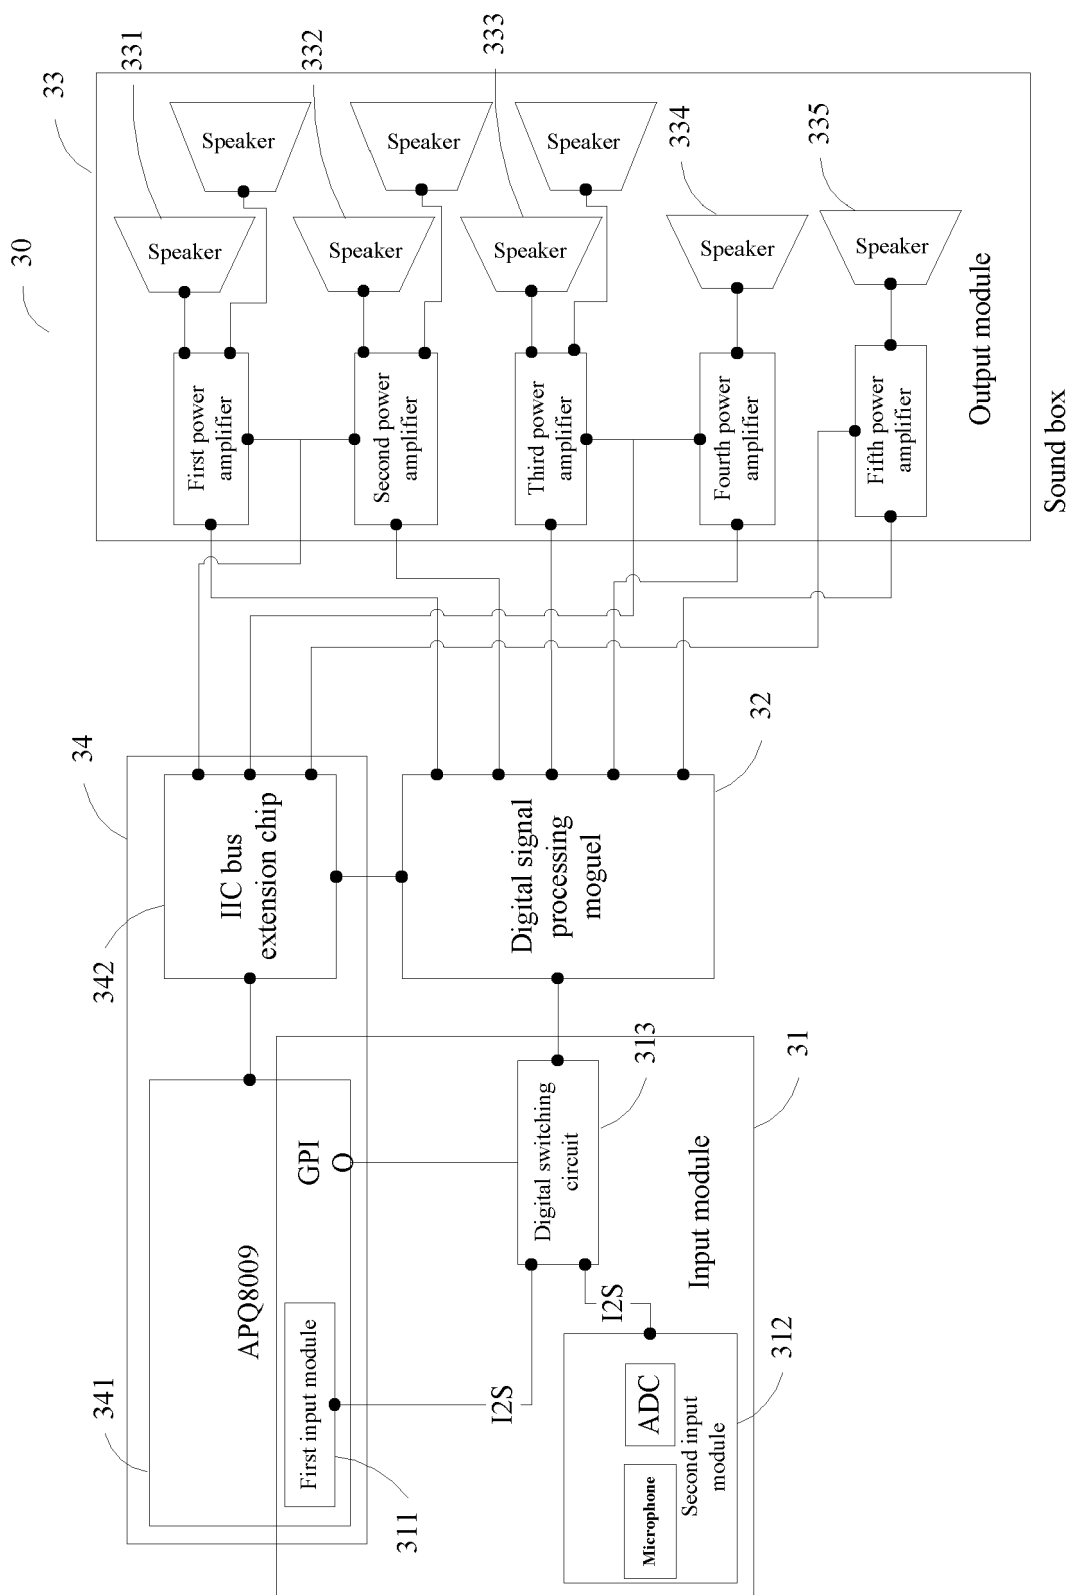 30
33
331
332
333
334
335
Speaker
Speaker
Speaker
Speaker
Speaker
Speaker
Speaker
Speaker
First power
amplifier
Second power
amplifier
Third power
amplifier
Fourth power
amplifier
Fifth power
amplifier
Output module
Sound box
34
342
IIC bus
extension chip
32
Digital signal
processing
moguel
341
APQ8009
GPI
O
First input module
311
I2S
I2S
313
Digital switching
circuit
31
Input module
312
ADC
Microphone
Second input
module